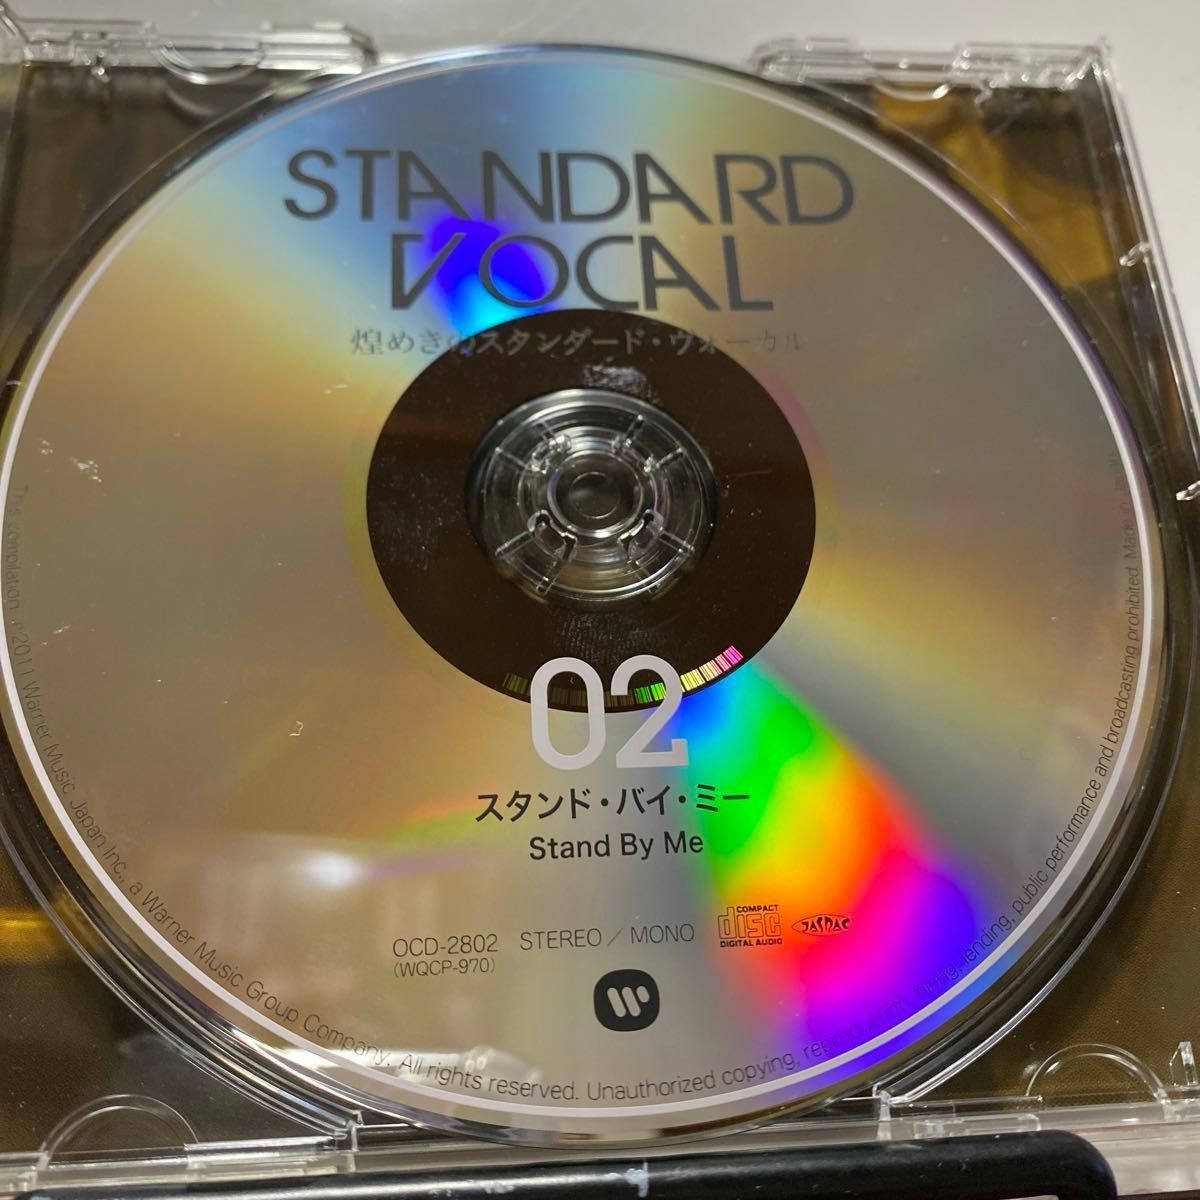 STANDARD
VOCAL
煌めきのスタンダード・ヴォーカル
02
スタンド・バイ・ミー
Stand By Me
OCD-2802 STEREO / MONO
(WQCP-970)
COMPACT
disc
DIGITAL AUDIO
JASRAC
The compilation ℗2011 Warner Music Japan Inc., a Warner Music Group Company. All rights reserved. Unauthorized copying, reproduction, hiring, lending, public performance and broadcasting prohibited. Made in